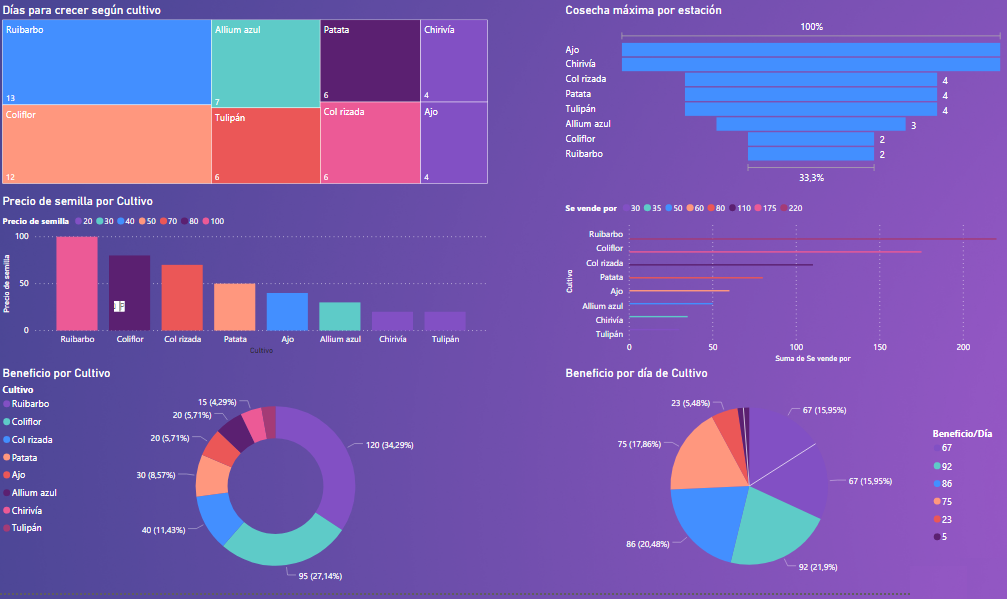 Días para crecer según cultivo
Ruibarbo
13
Coliflor
12
Allium azul
7
Tulipán
6
Patata
6
Col rizada
6
Chirivía
4
Ajo
4
Cosecha máxima por estación
100%
Ajo
Chirivía
Col rizada 4
Patata 4
Tulipán 4
Allium azul 3
Coliflor 2
Ruibarbo 2
33,3%
Precio de semilla por Cultivo
Precio de semilla 20 30 40 50 70 80 100
Precio de semilla
100
50
0
Ruibarbo Coliflor Col rizada Patata Ajo Allium azul Chirivía Tulipán
Cultivo
Se vende por 30 35 50 60 80 110 175 220
Cultivo
Ruibarbo
Coliflor
Col rizada
Patata
Ajo
Allium azul
Chirivía
Tulipán
0 50 100 150 200
Suma de Se vende por
Beneficio por Cultivo
Cultivo
Ruibarbo
Coliflor
Col rizada
Patata
Ajo
Allium azul
Chirivía
Tulipán
15 (4,29%)
20 (5,71%)
20 (5,71%)
30 (8,57%)
40 (11,43%)
95 (27,14%)
120 (34,29%)
Beneficio por día de Cultivo
23 (5,48%)
75 (17,86%)
86 (20,48%)
92 (21,9%)
67 (15,95%)
67 (15,95%)
Beneficio/Día
67
92
86
75
23
5